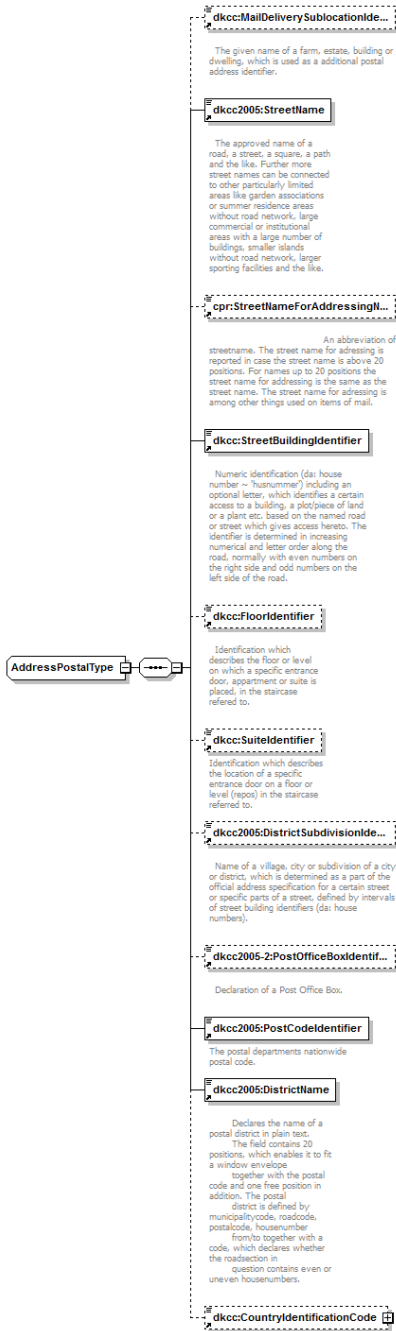 dkcc:MailDeliverySublocationIde...
The given name of a farm, estate, building or
dwelling, which is used as a additional postal
address identifier.
dkcc2005:StreetName
The approved name of a
road, a street, a square, a path
and the like. Further more
street names can be connected
to other particularly limited
areas like garden associations
or summer residence areas
without road network, large
commercial or institutional
areas with a large number of
buildings, smaller islands
without road network, larger
sporting facilities and the like.
cpr:StreetNameForAddressingN...
An abbreviation of
streetname. The street name for adressing is
reported in case the street name is above 20
positions. For names up to 20 positions the
street name for addressing is the same as the
street name. The street name for adressing is
among other things used on items of mail.
dkcc:StreetBuildingIdentifier
Numeric identification (da: house
number ~ 'husnummer') including an
optional letter, which identifies a certain
access to a building, a plot/piece of land
or a plant etc. based on the named road
or street which gives access hereto. The
identifier is determined in increasing
numerical and letter order along the
road, normally with even numbers on
the right side and odd numbers on the
left side of the road.
dkcc:FloorIdentifier
Identification which
describes the floor or level
on which a specific entrance
door, appartment or suite is
placed, in the staircase
refered to.
AddressPostalType
dkcc:SuiteIdentifier
Identification which describes
the location of a specific
entrance door on a floor or
level (repos) in the staircase
referred to.
dkcc2005:DistrictSubdivisionIde...
Name of a village, city or subdivision of a city
or district, which is determined as a part of the
official address specification for a certain street
or specific parts of a street, defined by intervals
of street building identifiers (da: house
numbers).
dkcc2005-2:PostOfficeBoxIdentif...
Declaration of a Post Office Box.
dkcc2005:PostCodeIdentifier
The postal departments nationwide
postal code.
dkcc2005:DistrictName
Declares the name of a
postal district in plain text.
The field contains 20
positions, which enables it to fit
a window envelope
together with the postal
code and one free position in
addition. The postal
district is defined by
municipalitycode, roadcode,
postalcode, housenumber
from/to together with a
code, which declares whether
the roadsection in
question contains even or
uneven housenumbers.
dkcc:CountryIdentificationCode